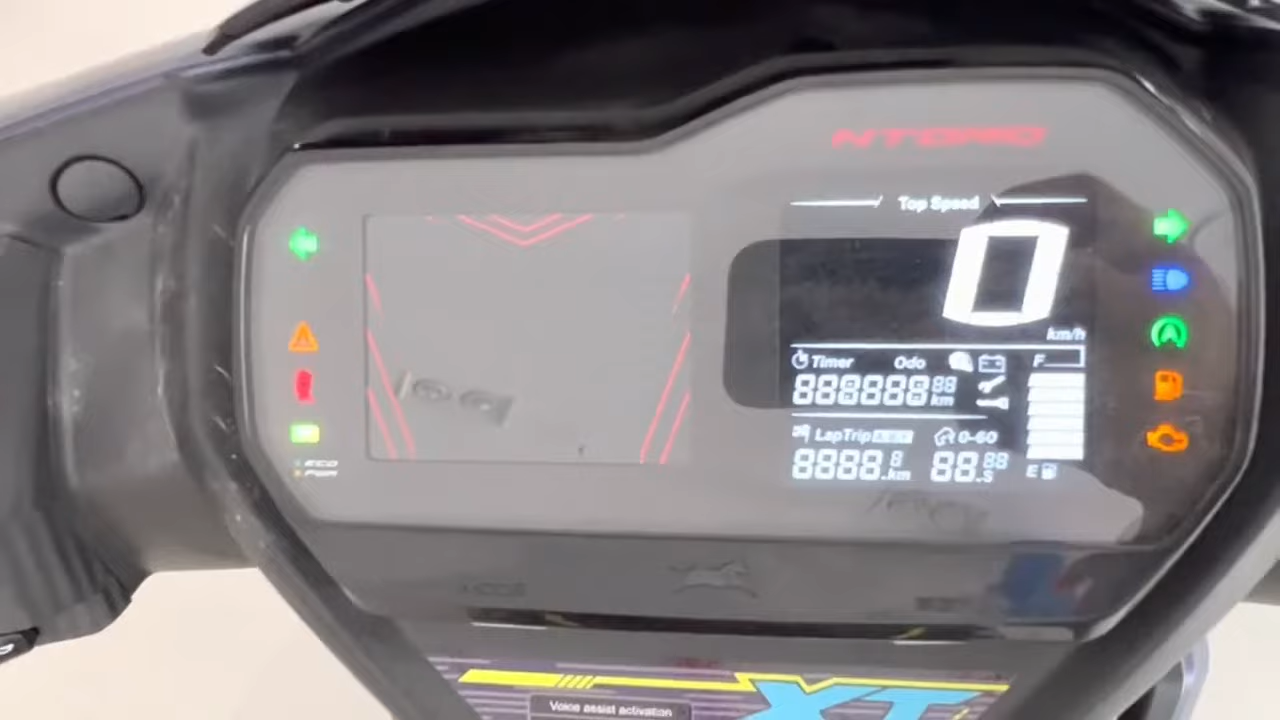 NTORQ
Top Speed
0
km/h
Timer Odo
F
888888 88 km
LapTrip 0-60
8888.8 km 88.88 S
E
ECO
PWR
XT
Voice assist activation